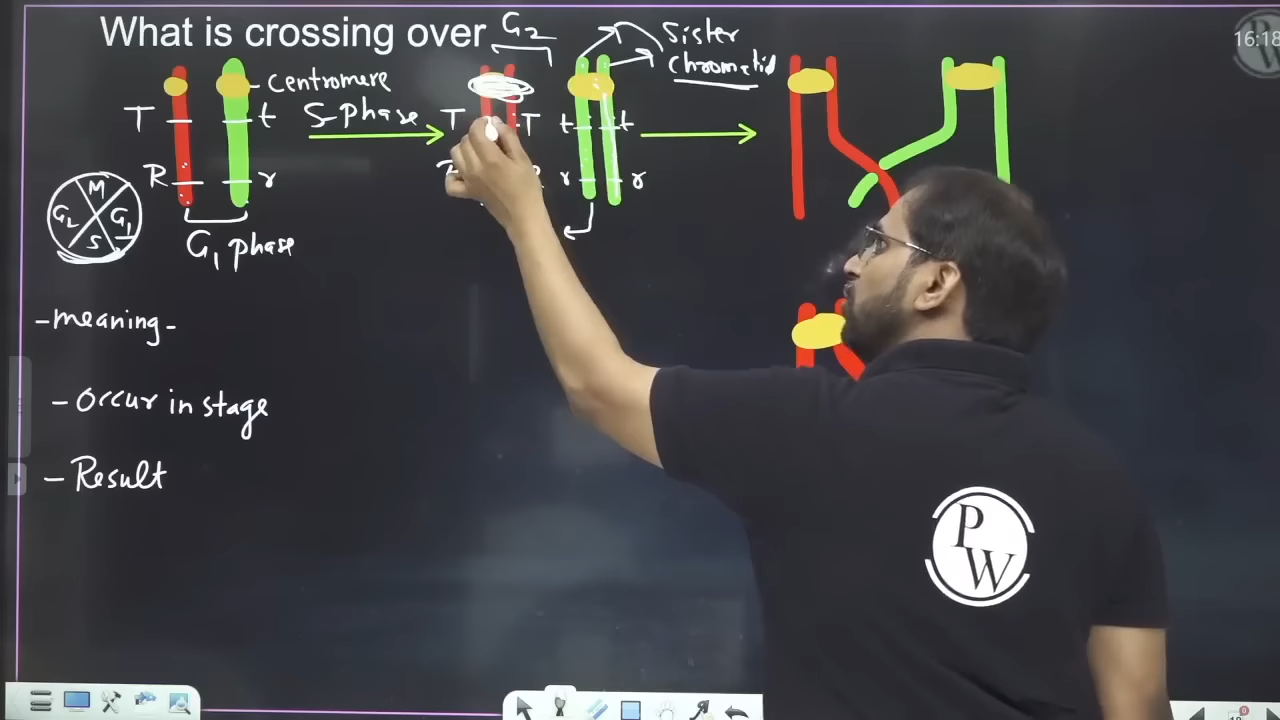 What is crossing over
G2
Sister
chromatid
16:18
Centromere
T t
S-phase
T T t t
R r
r r
M
G2 G1
S
G1 phase
-meaning-
- Occur in stage
- Result
P
W